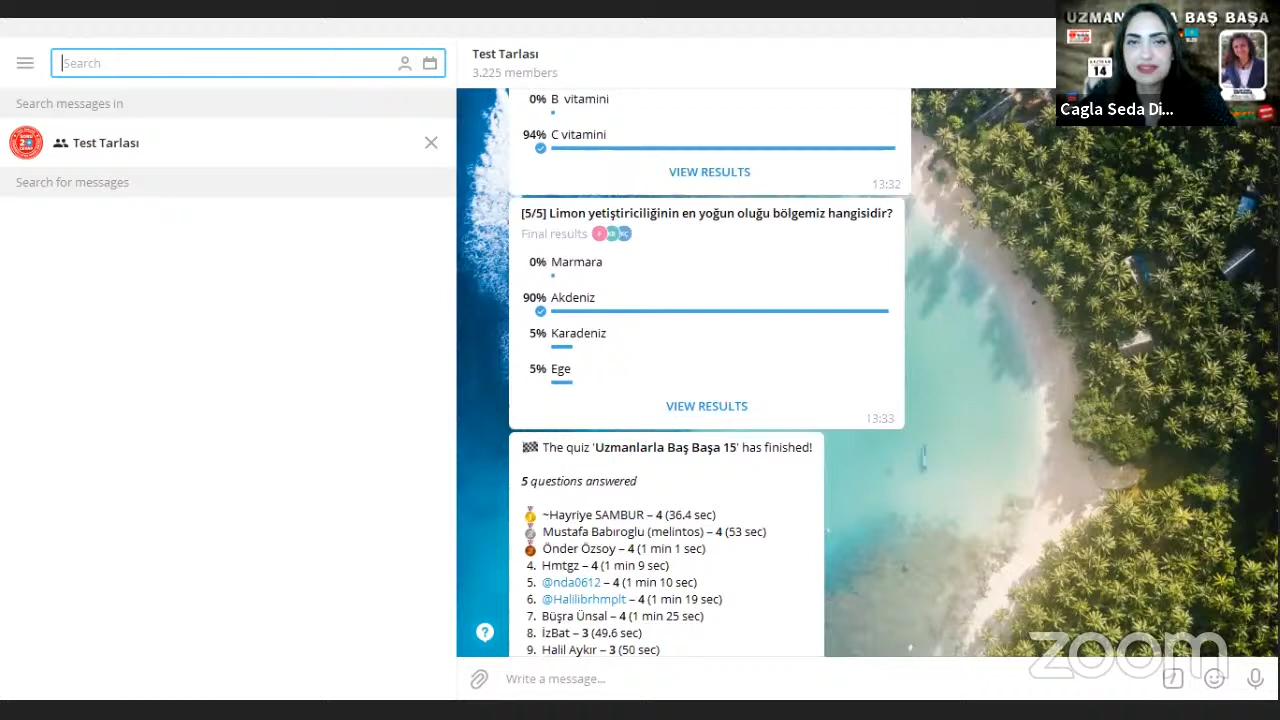 Search
Search messages in
Test Tarlası
Search for messages
Test Tarlası
3.225 members
0% B vitamini
94% C vitamini
VIEW RESULTS
13:32
[5/5] Limon yetiştiriciliğinin en yoğun oluğu bölgemiz hangisidir?
Final results
0% Marmara
90% Akdeniz
5% Karadeniz
5% Ege
VIEW RESULTS
13:33
The quiz 'Uzmanlarla Baş Başa 15' has finished!
5 questions answered
~Hayriye SAMBUR – 4 (36.4 sec)
Mustafa Babıroglu (melintos) – 4 (53 sec)
Önder Özsoy – 4 (1 min 1 sec)
4. Hmtgz – 4 (1 min 9 sec)
5. @nda0612 – 4 (1 min 10 sec)
6. @Halilibrhmplt – 4 (1 min 19 sec)
7. Büşra Ünsal – 4 (1 min 25 sec)
8. İzBat – 3 (49.6 sec)
9. Halil Aykır – 3 (50 sec)
Write a message...
BAŞ BAŞA
14
Cagla Seda Di...
zoom